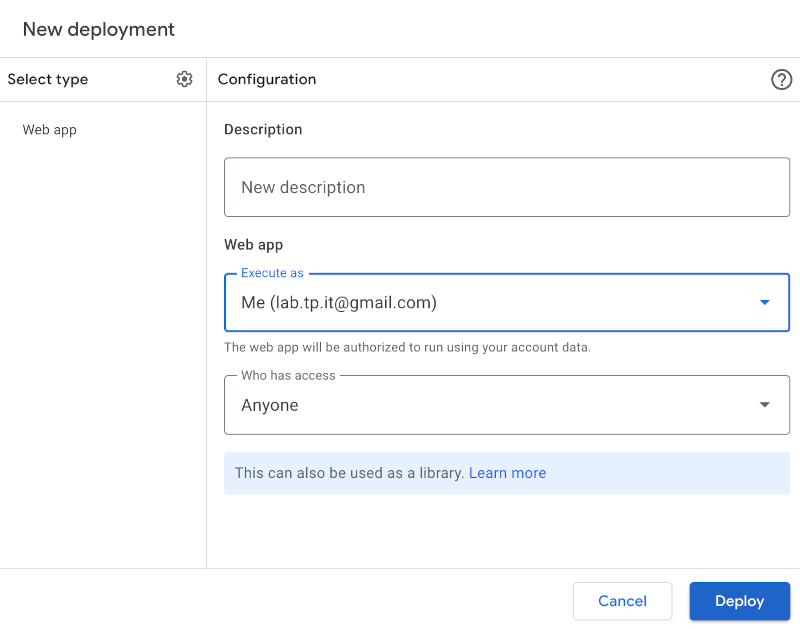 New deployment
Select type
Configuration
Web app
Description
New description
Web app
Execute as
Me (lab.tp.it@gmail.com)
The web app will be authorized to run using your account data.
Who has access
Anyone
This can also be used as a library. Learn more
Cancel
Deploy